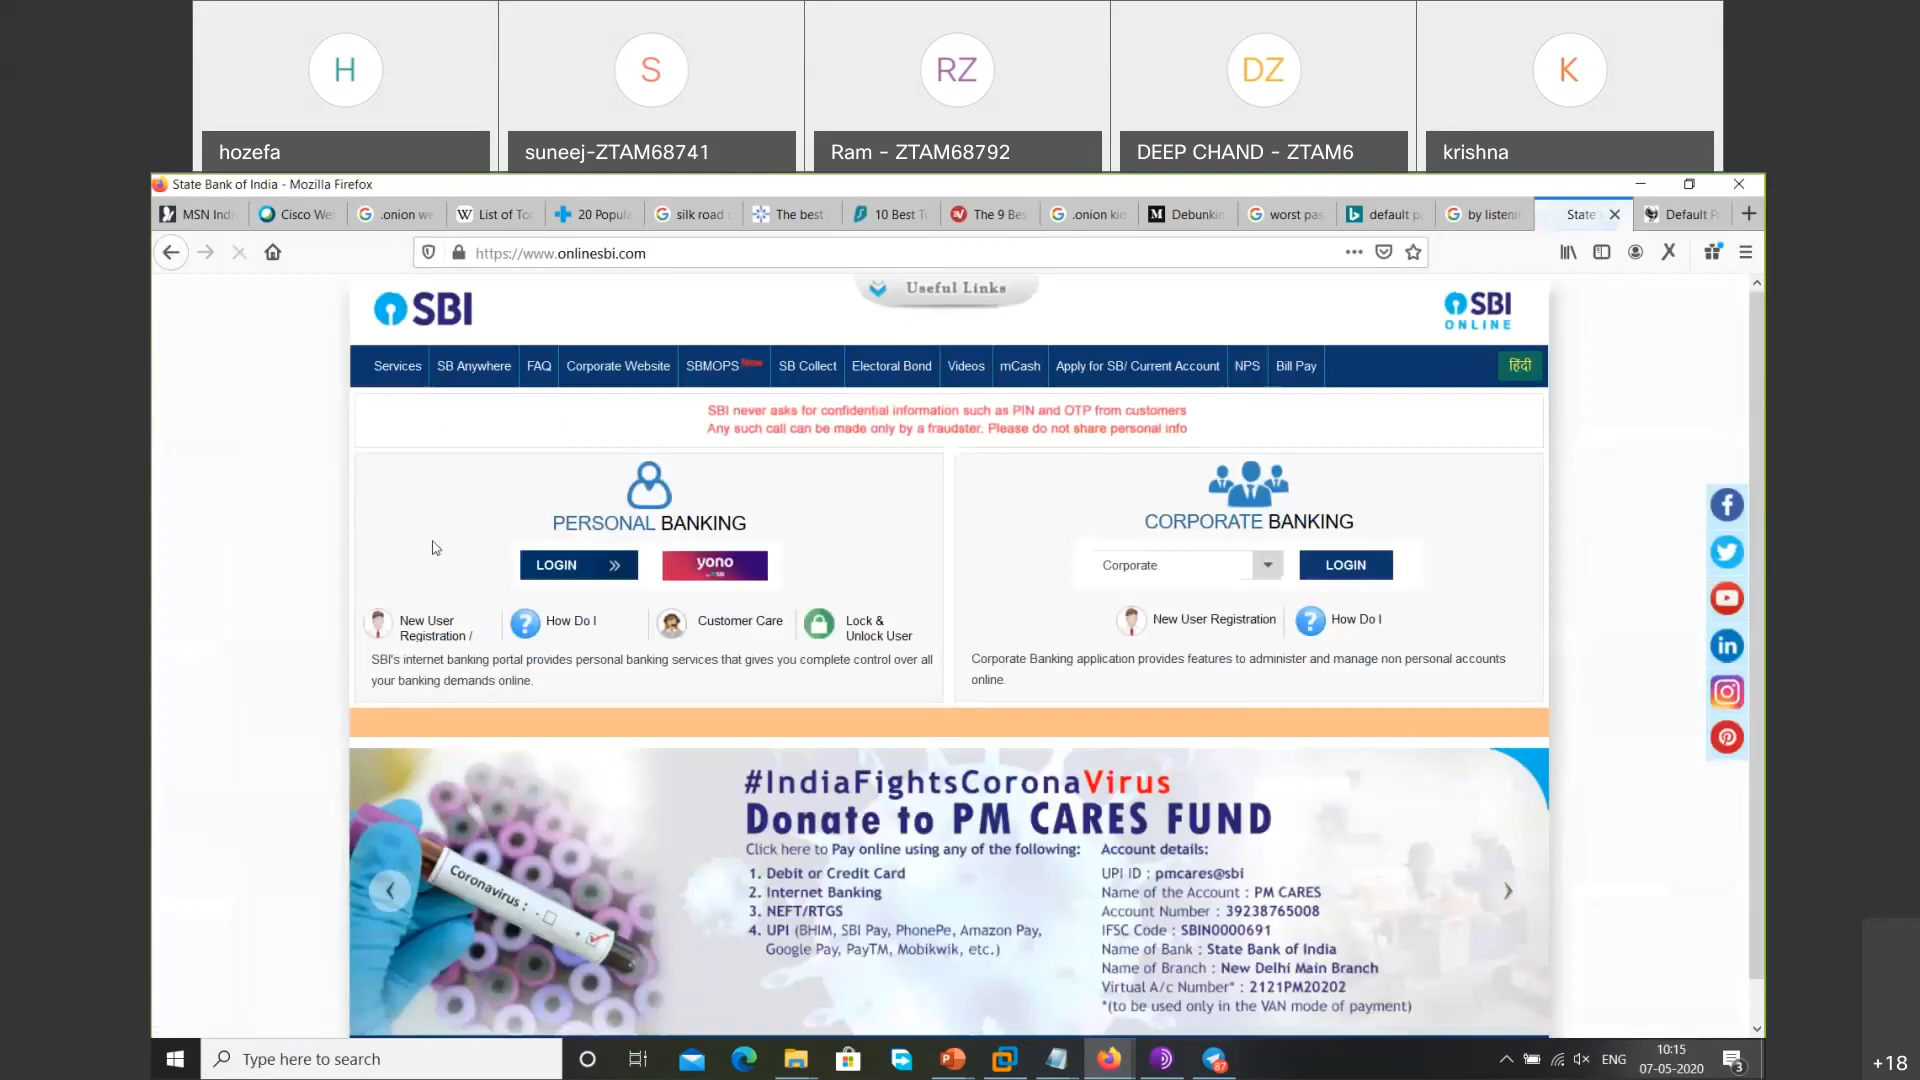 H
S
RZ
DZ
K
hozefa
suneej-ZTAM68741
Ram - ZTAM68792
DEEP CHAND - ZTAM6
krishna
State Bank of India - Mozilla Firefox
MSN Ind
Cisco We
.onion we
List of To
20 Popula
silk road
The best
10 Best T
The 9 Bes
.onion ki
Debunkin
worst pas
default p
by listeni
State
Default P
https://www.onlinesbi.com
Useful Links
SBI
SBI
ONLINE
Services
SB Anywhere
FAQ
Corporate Website
SBMOPS New
SB Collect
Electoral Bond
Videos
mCash
Apply for SB/ Current Account
NPS
Bill Pay
हिंदी
SBI never asks for confidential information such as PIN and OTP from customers
Any such call can be made only by a fraudster. Please do not share personal info
PERSONAL BANKING
CORPORATE BANKING
LOGIN
yono
Corporate
LOGIN
New User
Registration /
How Do I
Customer Care
Lock &
Unlock User
New User Registration
How Do I
SBI's internet banking portal provides personal banking services that gives you complete control over all
your banking demands online.
Corporate Banking application provides features to administer and manage non personal accounts
online.
#IndiaFightsCoronaVirus
Donate to PM CARES FUND
Click here to Pay online using any of the following:
1. Debit or Credit Card
2. Internet Banking
3. NEFT/RTGS
4. UPI (BHIM, SBI Pay, PhonePe, Amazon Pay,
Google Pay, PayTM, Mobikwik, etc.)
Account details:
UPI ID : pmcares@sbi
Name of the Account : PM CARES
Account Number : 39238765008
IFSC Code : SBIN0000691
Name of Bank : State Bank of India
Name of Branch : New Delhi Main Branch
Virtual A/c Number* : 2121PM20202
*(to be used only in the VAN mode of payment)
Coronavirus :
Type here to search
87
ENG
10:15
07-05-2020
3
+18